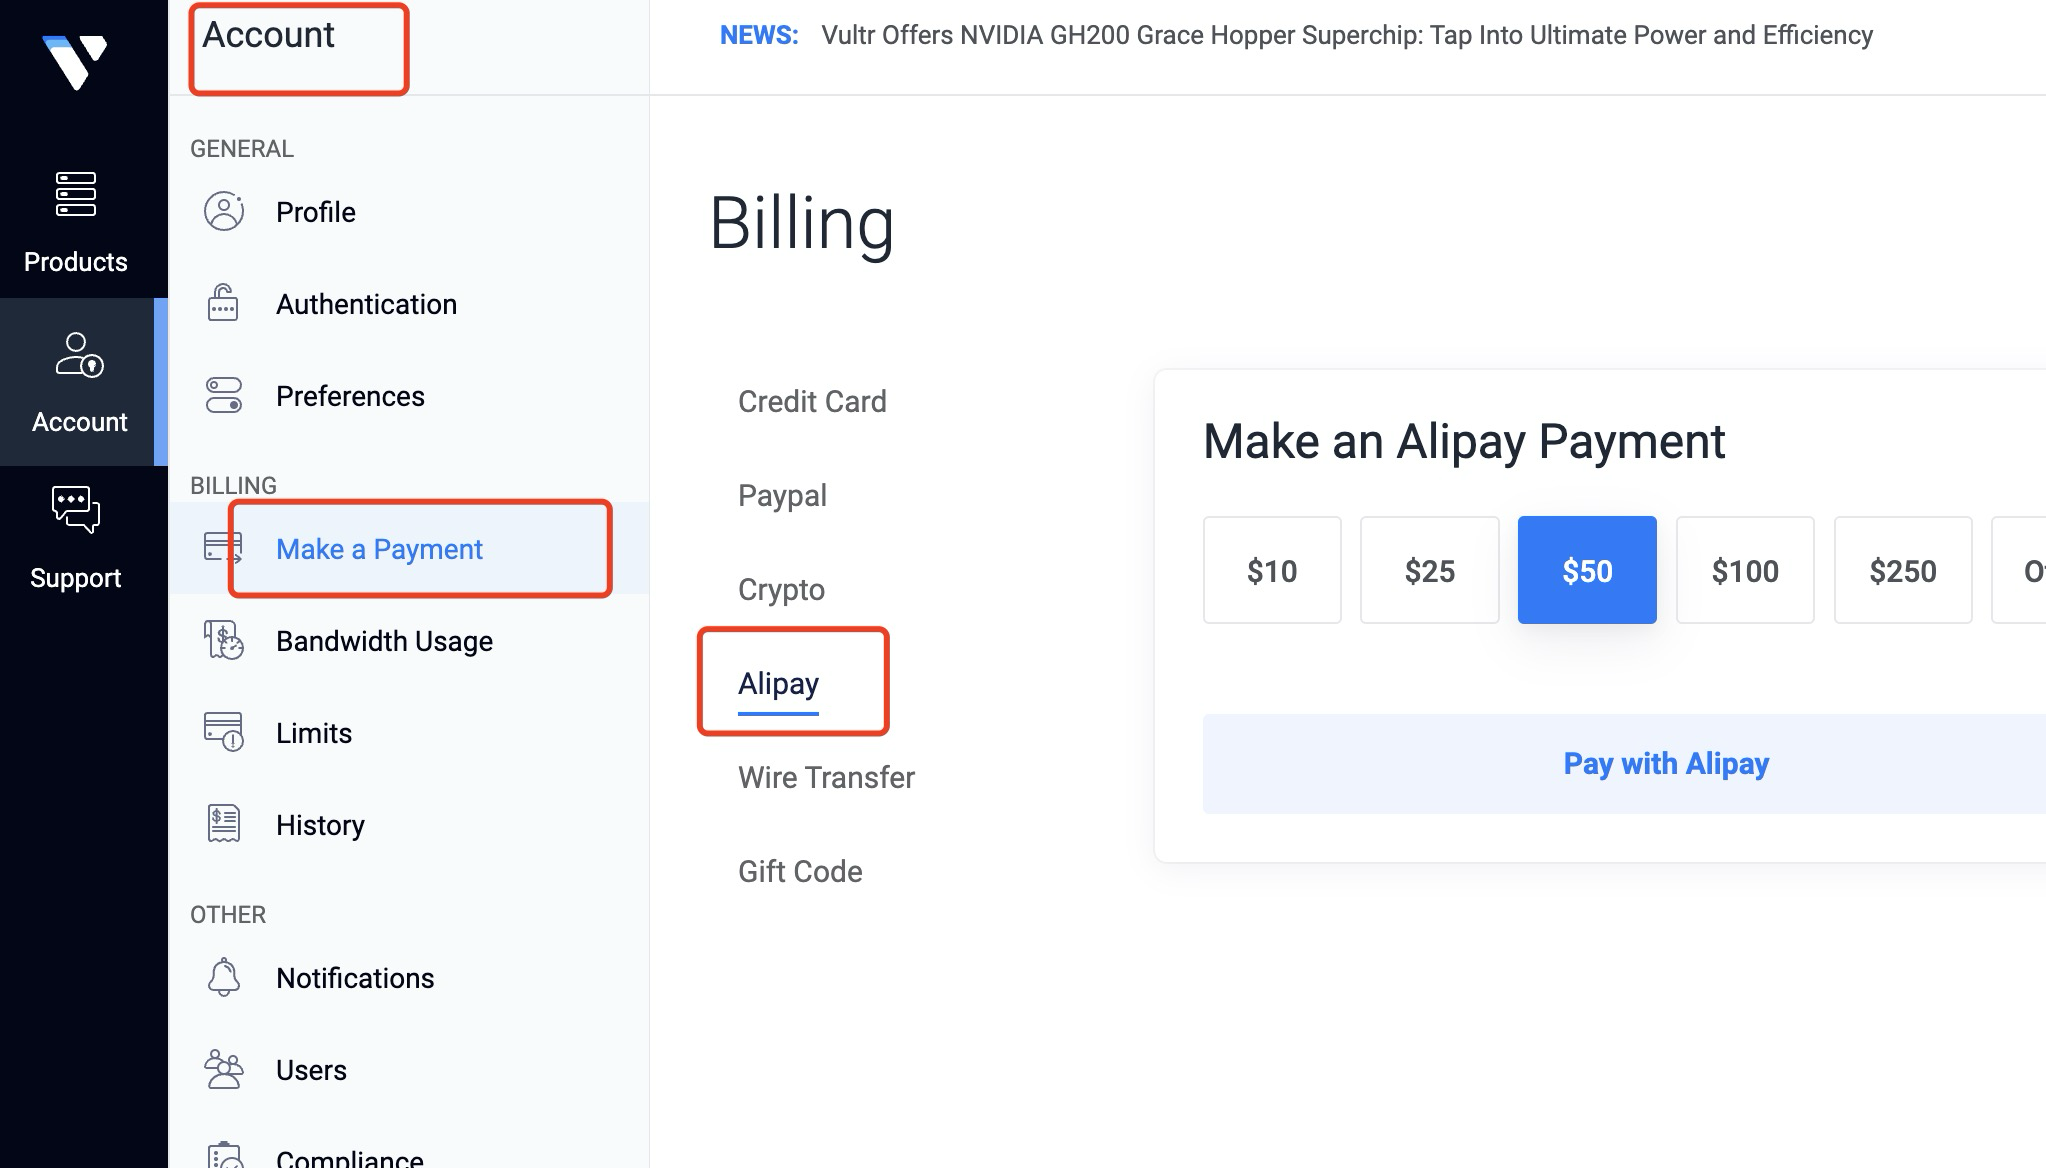 Products
Account
Support
Account
GENERAL
Profile
Authentication
Preferences
BILLING
Make a Payment
Bandwidth Usage
Limits
History
OTHER
Notifications
Users
Compliance
NEWS: Vultr Offers NVIDIA GH200 Grace Hopper Superchip: Tap Into Ultimate Power and Efficiency
Billing
Credit Card
Paypal
Crypto
Alipay
Wire Transfer
Gift Code
Make an Alipay Payment
$10 $25 $50 $100 $250
Pay with Alipay